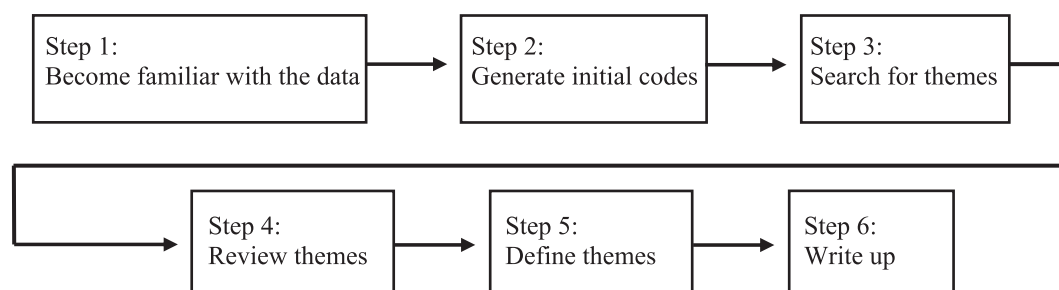 Step 1:
Become familiar with the data
Step 2:
Generate initial codes
Step 3:
Search for themes
Step 4:
Review themes
Step 5:
Define themes
Step 6:
Write up